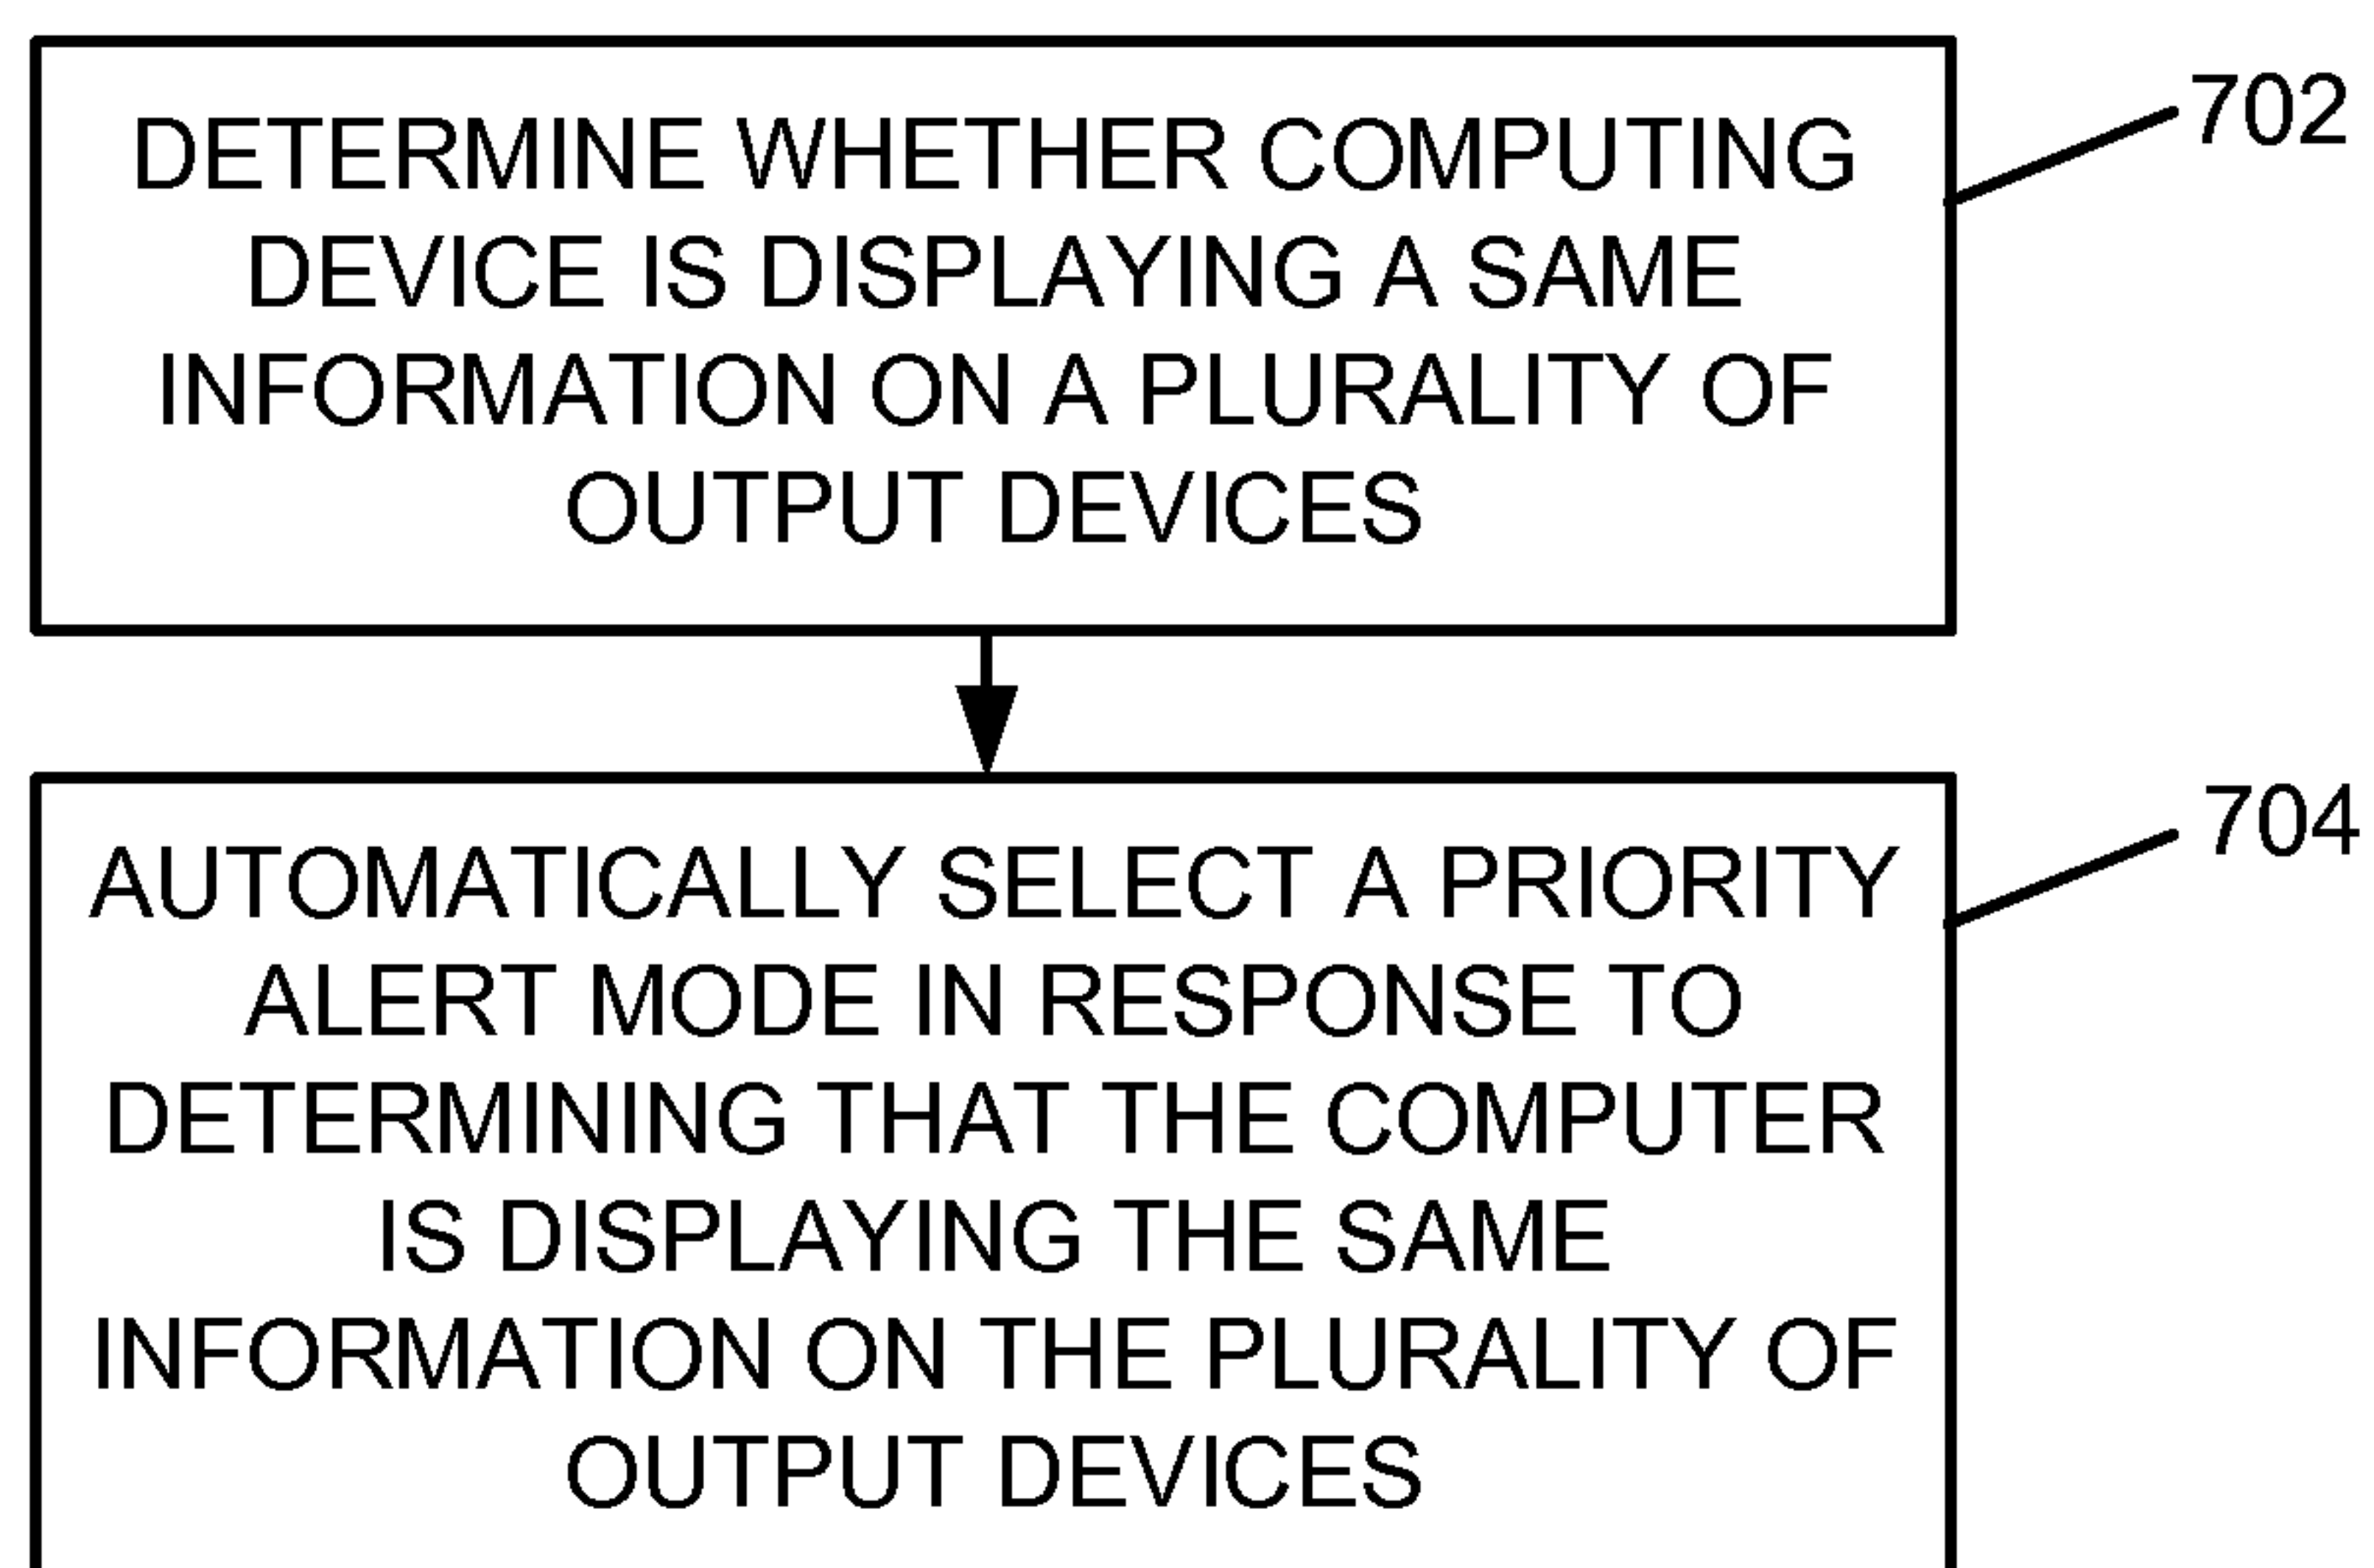 DETERMINE WHETHER COMPUTING
DEVICE IS DISPLAYING A SAME
INFORMATION ON A PLURALITY OF
OUTPUT DEVICES
702
AUTOMATICALLY SELECT A PRIORITY
ALERT MODE IN RESPONSE TO
DETERMINING THAT THE COMPUTER
IS DISPLAYING THE SAME
INFORMATION ON THE PLURALITY OF
OUTPUT DEVICES
704